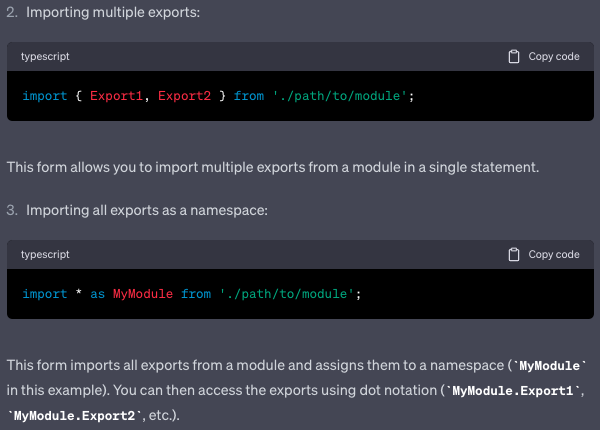 2. Importing multiple exports:
typescript Copy code
import { Export1, Export2 } from './path/to/module';
This form allows you to import multiple exports from a module in a single statement.
3. Importing all exports as a namespace:
typescript Copy code
import * as MyModule from './path/to/module';
This form imports all exports from a module and assigns them to a namespace (`MyModule`
in this example). You can then access the exports using dot notation (`MyModule.Export1`,
`MyModule.Export2`, etc.).